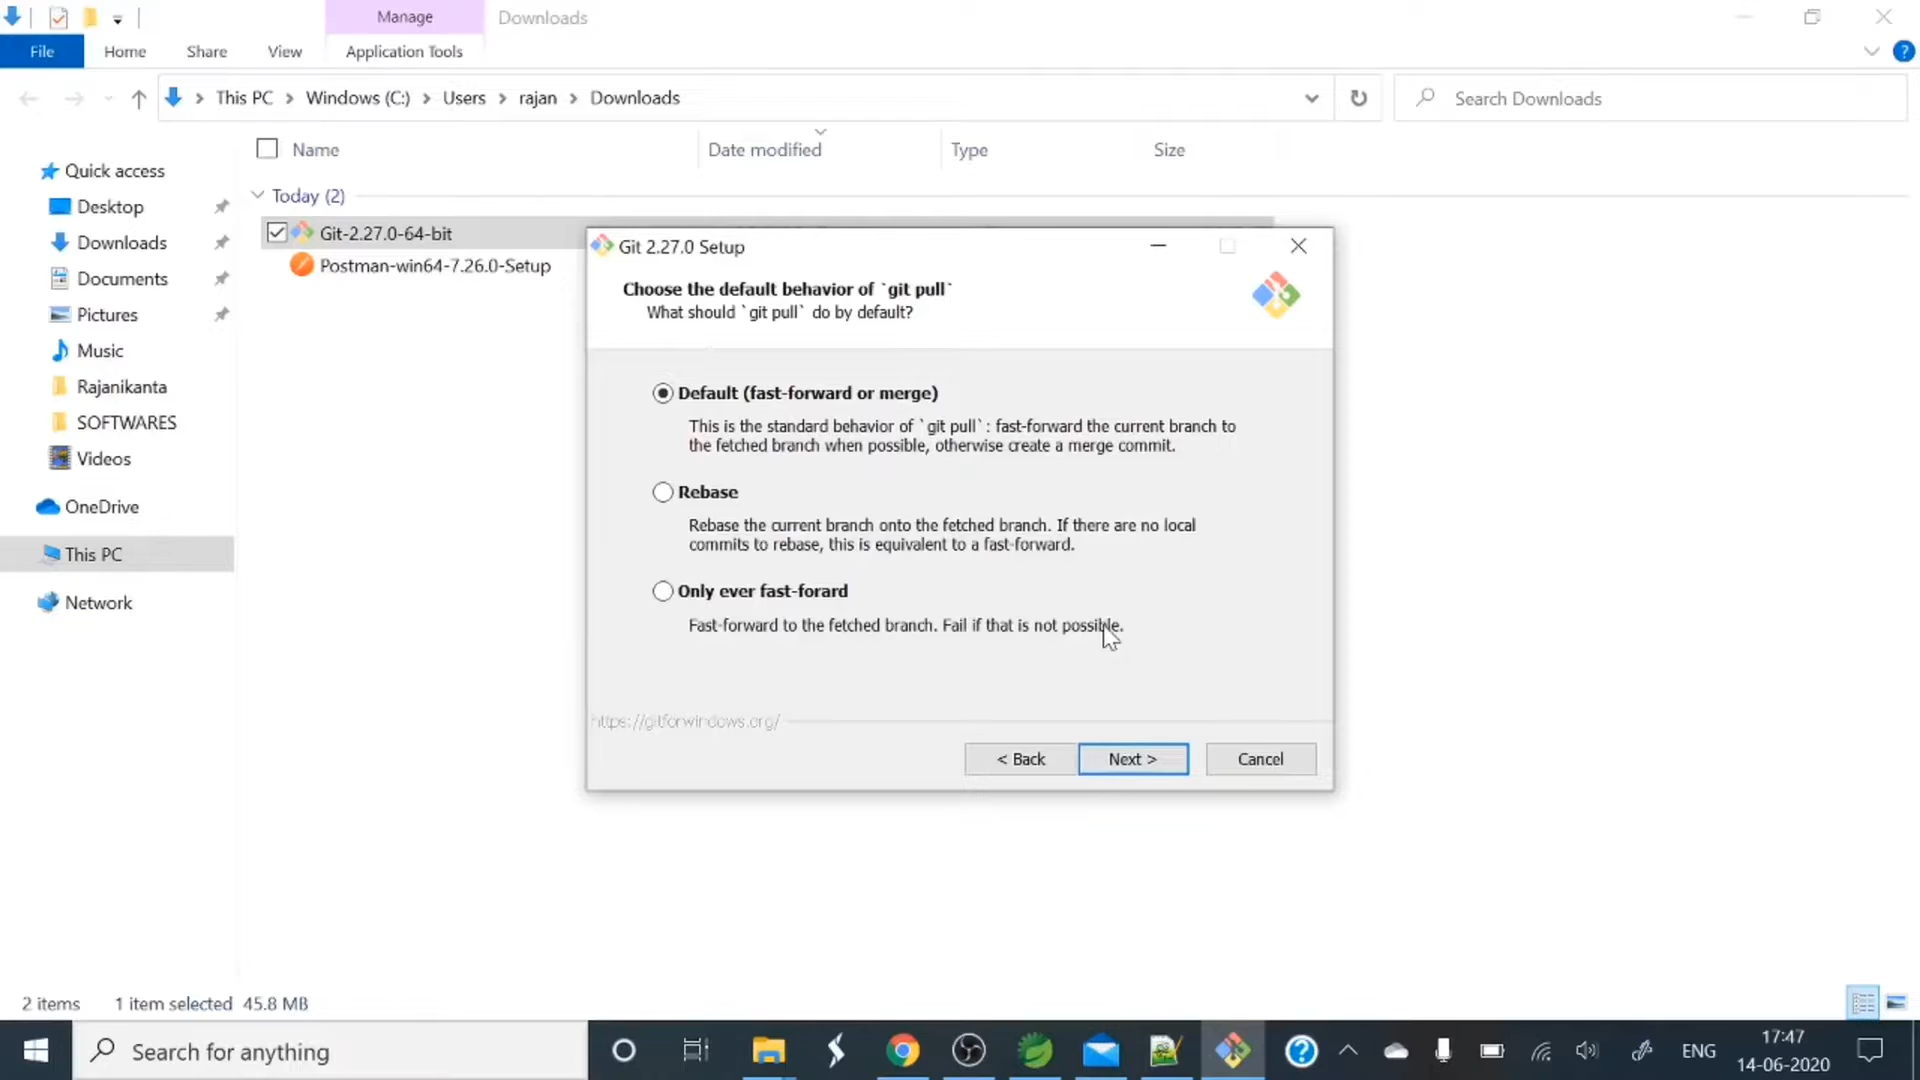 Manage
Downloads
File
Home
Share
View
Application Tools
This PC
Windows (C:)
Users
rajan
Downloads
Search Downloads
Name
Date modified
Type
Size
Quick access
Desktop
Downloads
Documents
Pictures
Music
Rajanikanta
SOFTWARES
Videos
OneDrive
This PC
Network
Today (2)
Git-2.27.0-64-bit
Postman-win64-7.26.0-Setup
Git 2.27.0 Setup
Choose the default behavior of `git pull`
What should `git pull` do by default?
Default (fast-forward or merge)
This is the standard behavior of `git pull`: fast-forward the current branch to
the fetched branch when possible, otherwise create a merge commit.
Rebase
Rebase the current branch onto the fetched branch. If there are no local
commits to rebase, this is equivalent to a fast-forward.
Only ever fast-forard
Fast-forward to the fetched branch. Fail if that is not possible.
https://gitforwindows.org/
< Back
Next >
Cancel
2 items
1 item selected 45.8 MB
Search for anything
ENG
17:47
14-06-2020